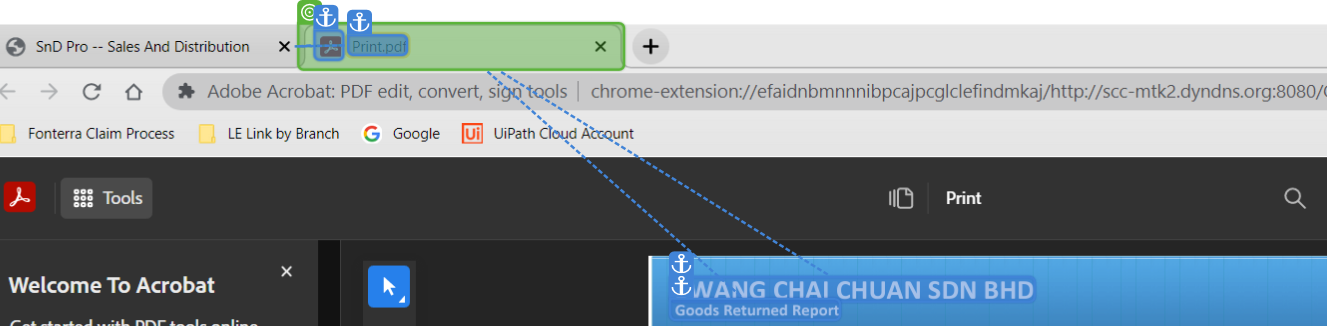 SnD Pro -- Sales And Distribution
Print.pdf
Adobe Acrobat: PDF edit, convert, sign tools | chrome-extension://efaidnbmnnnibpcajpcglclefindmkaj/http://scc-mtk2.dyndns.org:8080/
Fonterra Claim Process
LE Link by Branch
Google
Ui
UiPath Cloud Account
Tools
Print
Welcome To Acrobat
WANG CHAI CHUAN SDN BHD
Goods Returned Report
Get started with PDF tools online